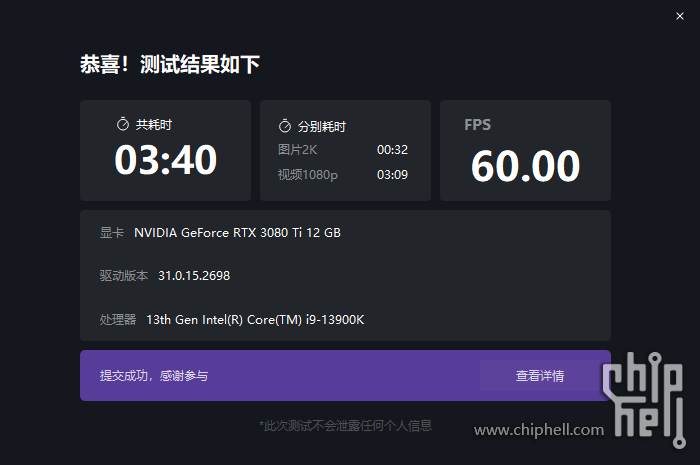 ×
恭喜！测试结果如下
共耗时
03:40
分别耗时
图片2K 00:32
视频1080p 03:09
FPS
60.00
显卡 NVIDIA GeForce RTX 3080 Ti 12 GB
驱动版本 31.0.15.2698
处理器 13th Gen Intel(R) Core(TM) i9-13900K
提交成功，感谢参与
查看详情
*此次测试不会泄露任何个人信息
www.chiphell.com
chip
hell